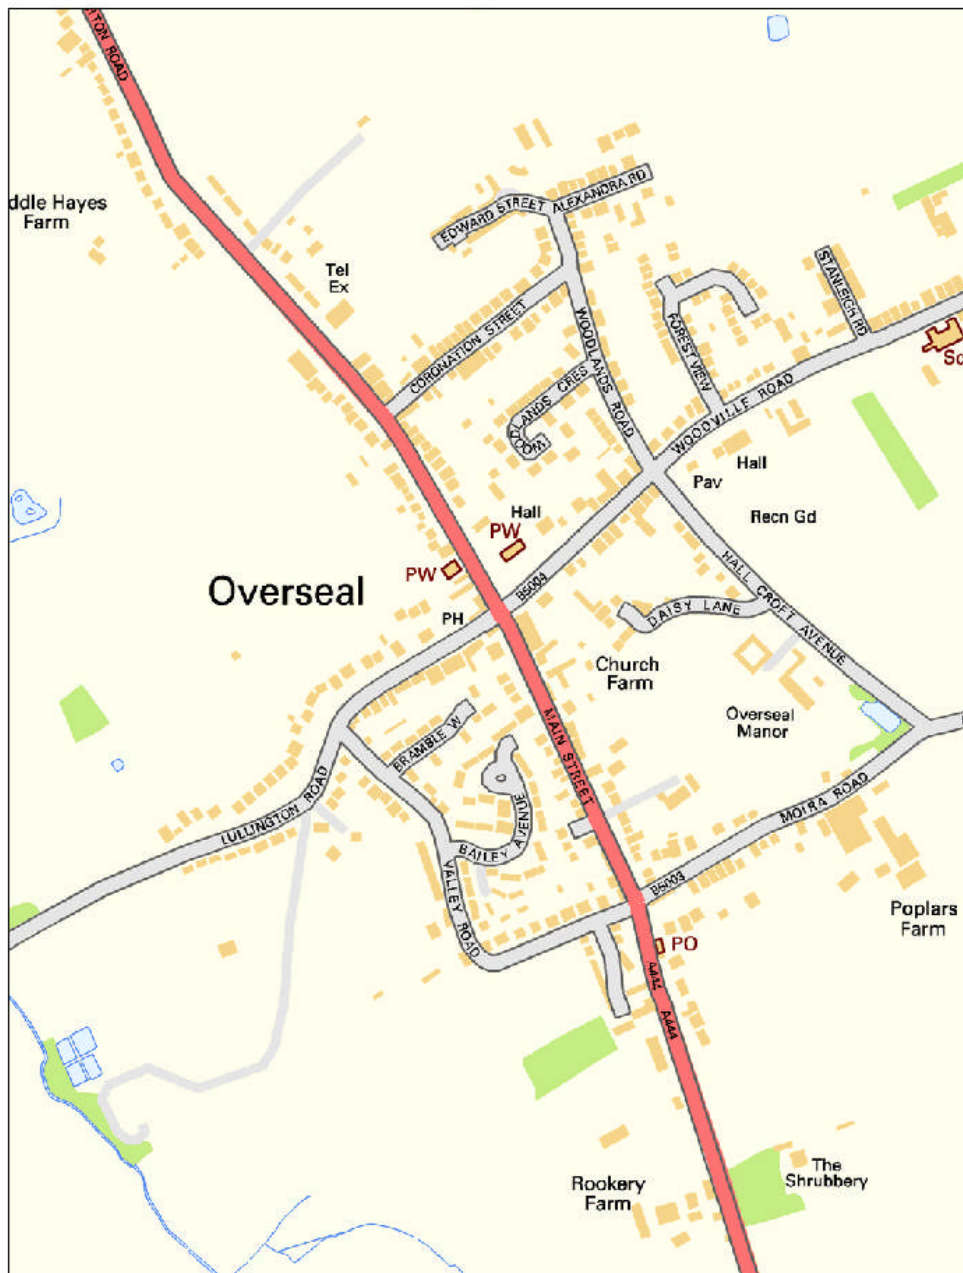 TON ROAD
ALEXANDRA RD
EDWARD STREET
ddle Hayes
Farm
STANLEIGH RD
Tel
Ex
CORONATION STREET
WOODLANDS ROAD
FOREST VIEW
Sc
WOODLANDS CRES
WOODVILLE ROAD
Hall
Pav
Hall
Recn Gd
PW
PW
HALL CROFT AVENUE
Overseal
B5004
DAISY LANE
PH
Church
Farm
Overseal
Manor
BRAMBLE W
MAIN STREET
LULLINGTON ROAD
BAILEY AVENUE
MOIRA ROAD
VALLEY ROAD
B5003
Poplars
Farm
PO
A444
A444
The
Shrubbery
Rookery
Farm